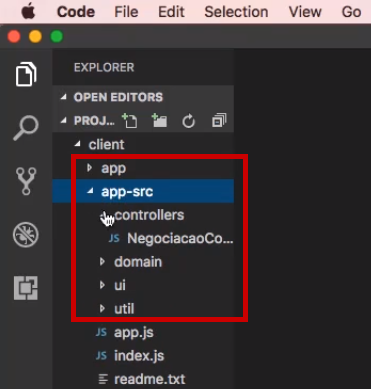 Code File Edit Selection View Go
EXPLORER
OPEN EDITORS
PROJ...
client
app
app-src
controllers
JS NegociacaoCo...
domain
ui
util
JS app.js
JS index.js
readme.txt